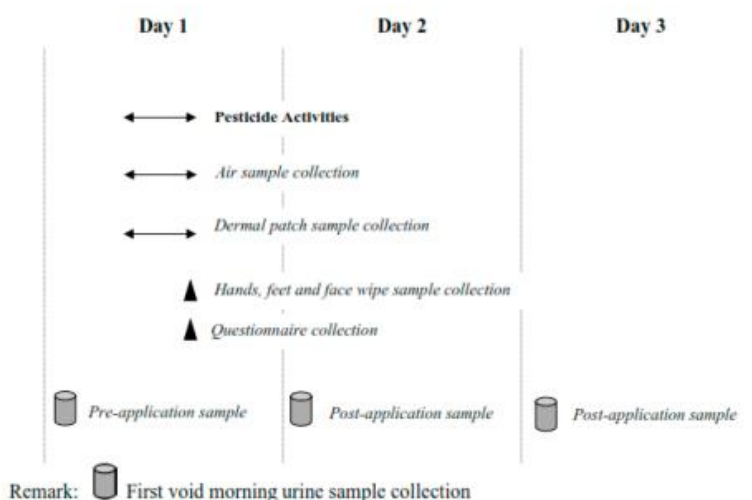 Day 1 Day 2 Day 3
Pesticide Activities
Air sample collection
Dermal patch sample collection
Hands, feet and face wipe sample collection
Questionnaire collection
Pre-application sample Post-application sample Post-application sample
Remark: First void morning urine sample collection